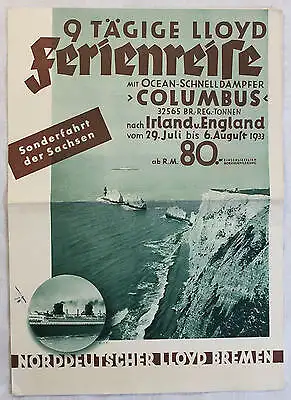 9 TÄGIGE LLOYD
Ferienreise
MIT OCEAN-SCHNELLDAMPFER
> COLUMBUS <
32565 BR. REG. TONNEN
nach Irland u. England
vom 29. Juli bis 6. August 1933
ab R.M. 80.
Sonderfahrt
der Sachsen
NORDDEUTSCHER LLOYD BREMEN